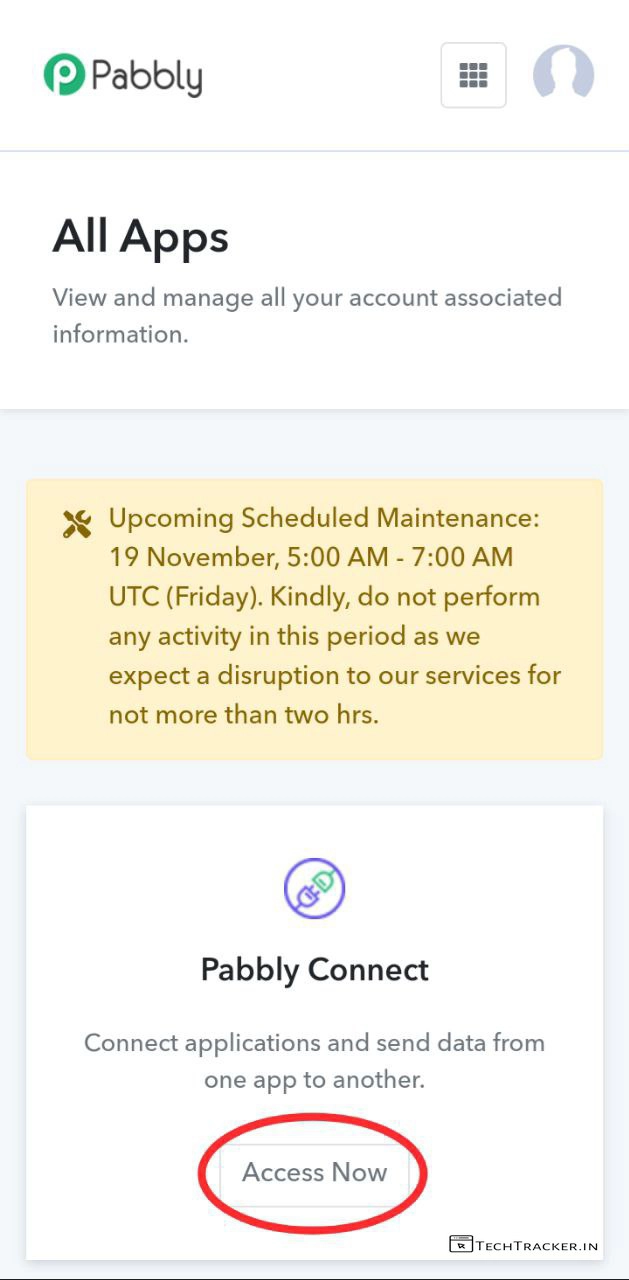 Pabbly
All Apps
View and manage all your account associated
information.
Upcoming Scheduled Maintenance:
19 November, 5:00 AM - 7:00 AM
UTC (Friday). Kindly, do not perform
any activity in this period as we
expect a disruption to our services for
not more than two hrs.
Pabbly Connect
Connect applications and send data from
one app to another.
Access Now
TECHTRACKER.IN